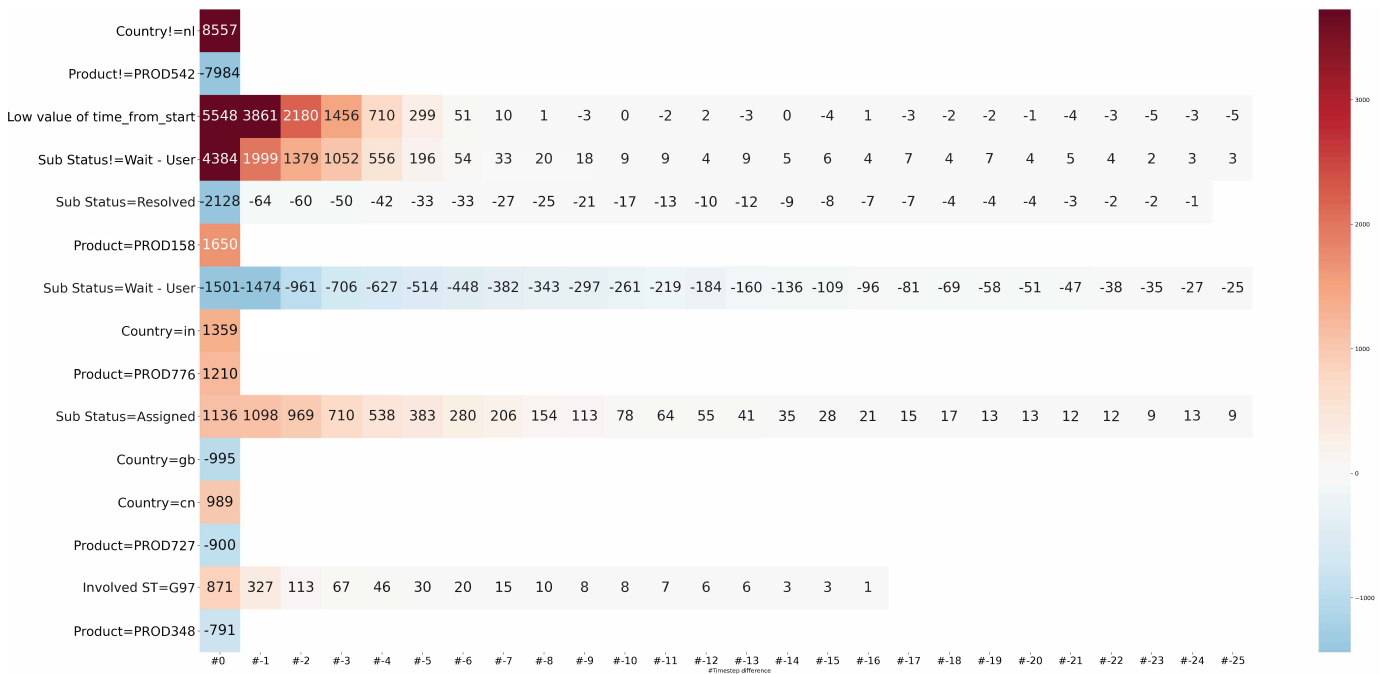 Country!=nl 8557
Product!=PROD542 -7984
Low value of time_from_start 5548 3861 2180 1456 710 299 51 10 1 -3 0 -2 2 -3 0 -4 1 -3 -2 -2 -1 -4 -3 -5 -3 -5
Sub Status!=Wait - User 4384 1999 1379 1052 556 196 54 33 20 18 9 9 4 9 5 6 4 7 4 7 4 5 4 2 3 3
Sub Status=Resolved -2128 -64 -60 -50 -42 -33 -33 -27 -25 -21 -17 -13 -10 -12 -9 -8 -7 -7 -4 -4 -4 -3 -2 -2 -1
Product=PROD158 1650
Sub Status=Wait - User -1501 -1474 -961 -706 -627 -514 -448 -382 -343 -297 -261 -219 -184 -160 -136 -109 -96 -81 -69 -58 -51 -47 -38 -35 -27 -25
Country=in 1359
Product=PROD776 1210
Sub Status=Assigned 1136 1098 969 710 538 383 280 206 154 113 78 64 55 41 35 28 21 15 17 13 13 12 12 9 13 9
Country=gb -995
Country=cn 989
Product=PROD727 -900
Involved ST=G97 871 327 113 67 46 30 20 15 10 8 8 7 6 6 3 3 1
Product=PROD348 -791
#0 #-1 #-2 #-3 #-4 #-5 #-6 #-7 #-8 #-9 #-10 #-11 #-12 #-13 #-14 #-15 #-16 #-17 #-18 #-19 #-20 #-21 #-22 #-23 #-24 #-25
#Timestep difference
3000
2000
1000
0
−1000